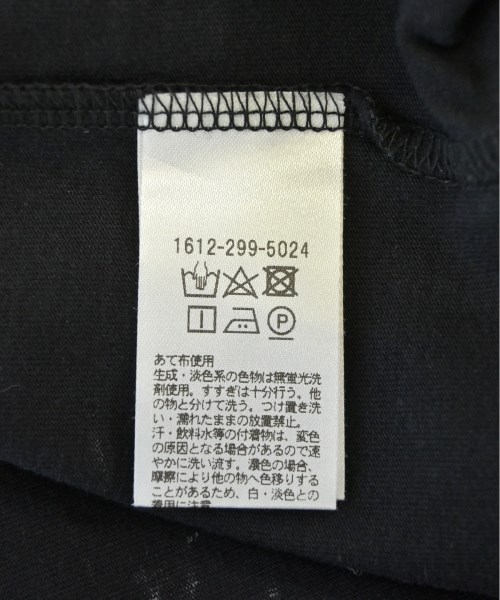 1612-299-5024
P
あて布使用
生成・淡色系の色物は無蛍光洗
剤使用。すすぎは十分行う。他
の物と分けて洗う。つけ置き洗
い・濡れたままの放置禁止。
汗・飲料水等の付着物は、変色
の原因となる場合があるので速
やかに洗い流す。濃色の場合、
摩擦により他の物へ色移りする
ことがあるため、白・淡色との
着用に注意